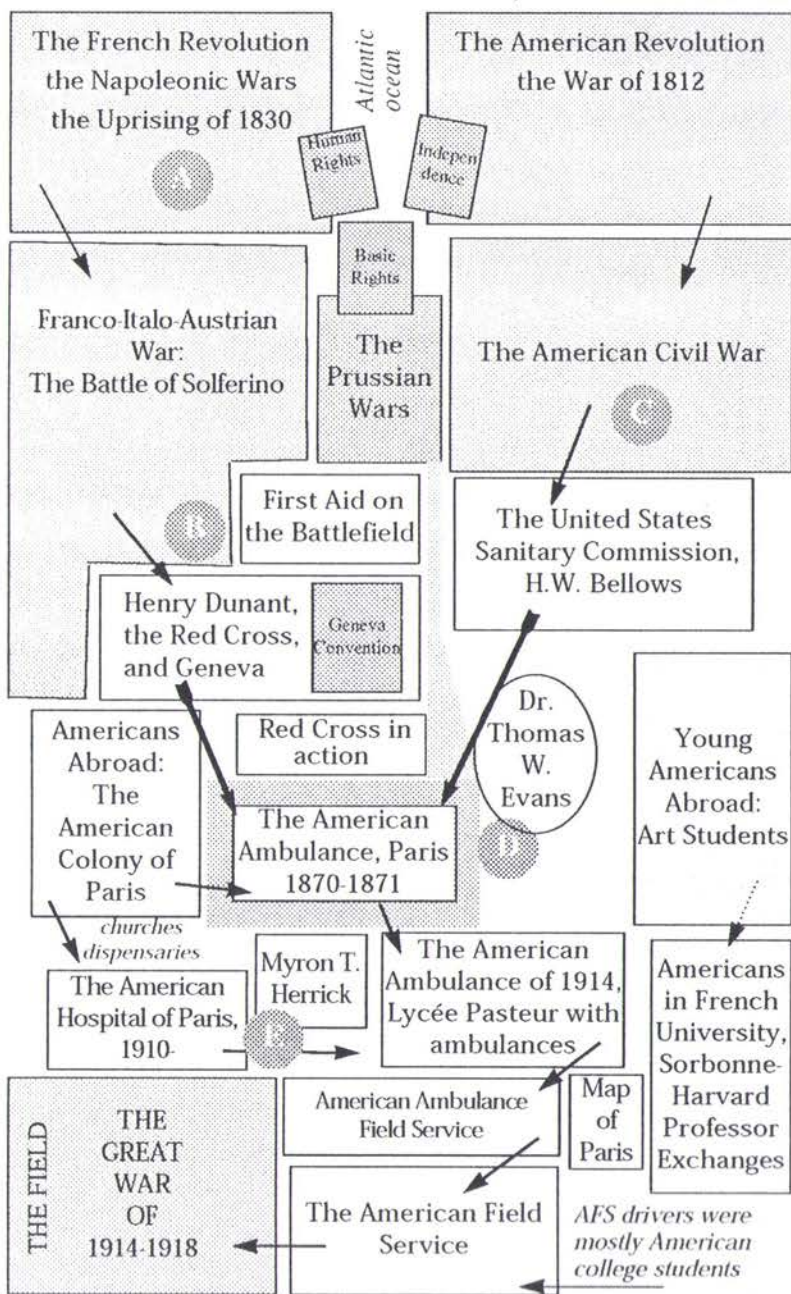 The French Revolution
the Napoleonic Wars
the Uprising of 1830
A
Atlantic
ocean
The American Revolution
the War of 1812
Human
Rights
Indepen
dence
Basic
Rights
Franco-Italo-Austrian
War:
The Battle of Solferino
The
Prussian
Wars
The American Civil War
C
B
First Aid on
the Battlefield
The United States
Sanitary Commission,
H.W. Bellows
Henry Dunant,
the Red Cross,
and Geneva
Geneva
Convention
Americans
Abroad:
The
American
Colony of
Paris
Red Cross in
action
Dr.
Thomas
W.
Evans
Young
Americans
Abroad:
Art Students
The American
Ambulance, Paris
1870-1871
D
churches
dispensaries
The American
Hospital of Paris,
1910-
Myron T.
Herrick
E
The American
Ambulance of 1914,
Lycée Pasteur with
ambulances
Americans
in French
University,
Sorbonne-
Harvard
Professor
Exchanges
THE FIELD
THE
GREAT
WAR
OF
1914-1918
American Ambulance
Field Service
Map
of
Paris
The American Field
Service
AFS drivers were
mostly American
college students